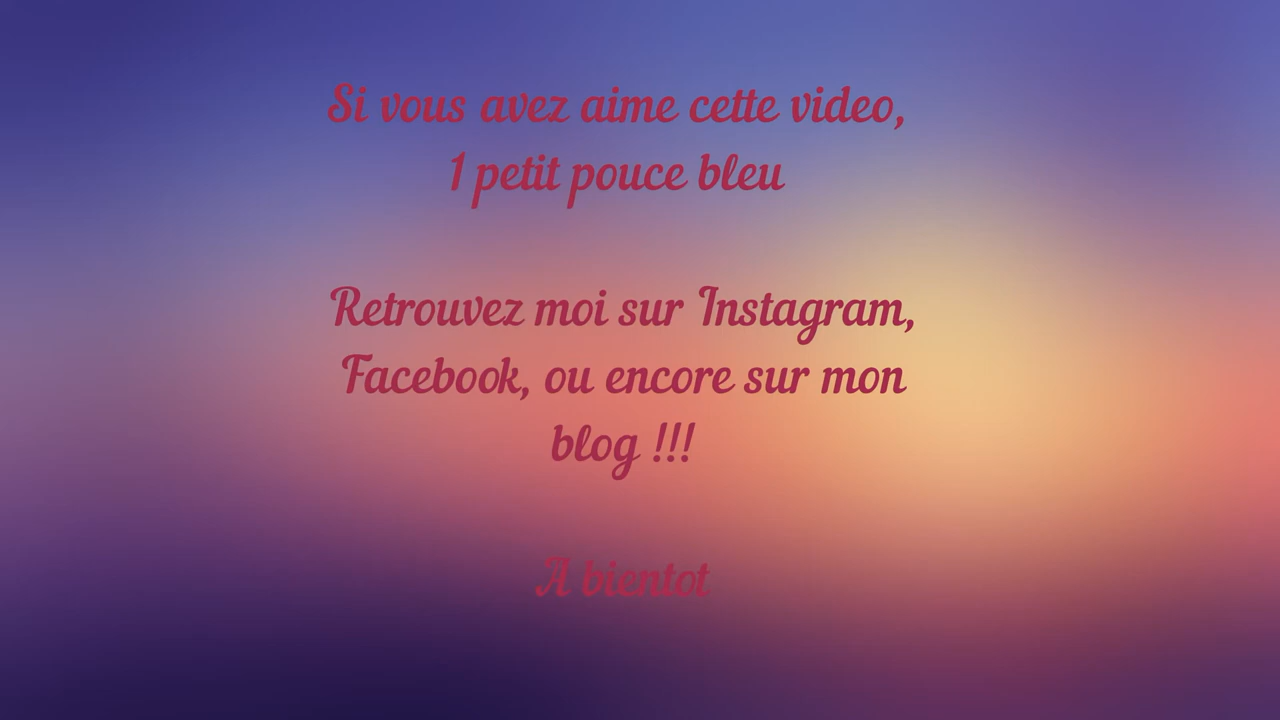 Si vous avez aime cette video,
1 petit pouce bleu
Retrouvez moi sur Instagram,
Facebook, ou encore sur mon
blog !!!
A bientot